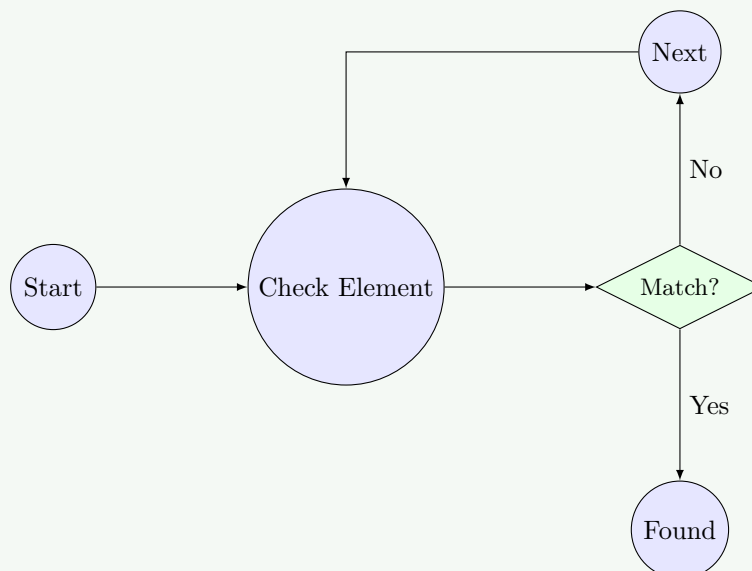 Next
No
Start
Check Element
Match?
Yes
Found